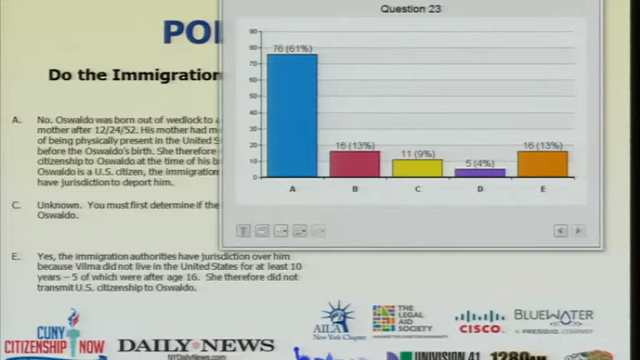 POL
Do the Immigration
A. No. Oswaldo was born out of wedlock to a
mother after 12/24/52. His mother had m
of being physically present in the United
before the Oswaldo's birth. She therefore
citizenship to Oswaldo at the time of his b
Oswaldo is a U.S. citizen, the immigration
have jurisdiction to deport him.
C. Unknown. You must first determine if the
Oswaldo.
E. Yes, the immigration authorities have jurisdiction over him
because Vilma did not live in the United States for at least 10
years – 5 of which were after age 16. She therefore did not
transmit U.S. citizenship to Oswaldo.
Question 23
90
80
70
60
50
40
30
20
10
0
76 (61%)
16 (13%)
11 (9%)
5 (4%)
16 (13%)
A B C D E
CUNY
CITIZENSHIP NOW
DAILY NEWS
NYDailyNews.com
AILA
New York Chapter
THE
LEGAL
AID
SOCIETY
CISCO
BLUEWATER
A PRESIDIO COMPANY
UNIVISION 41
1280